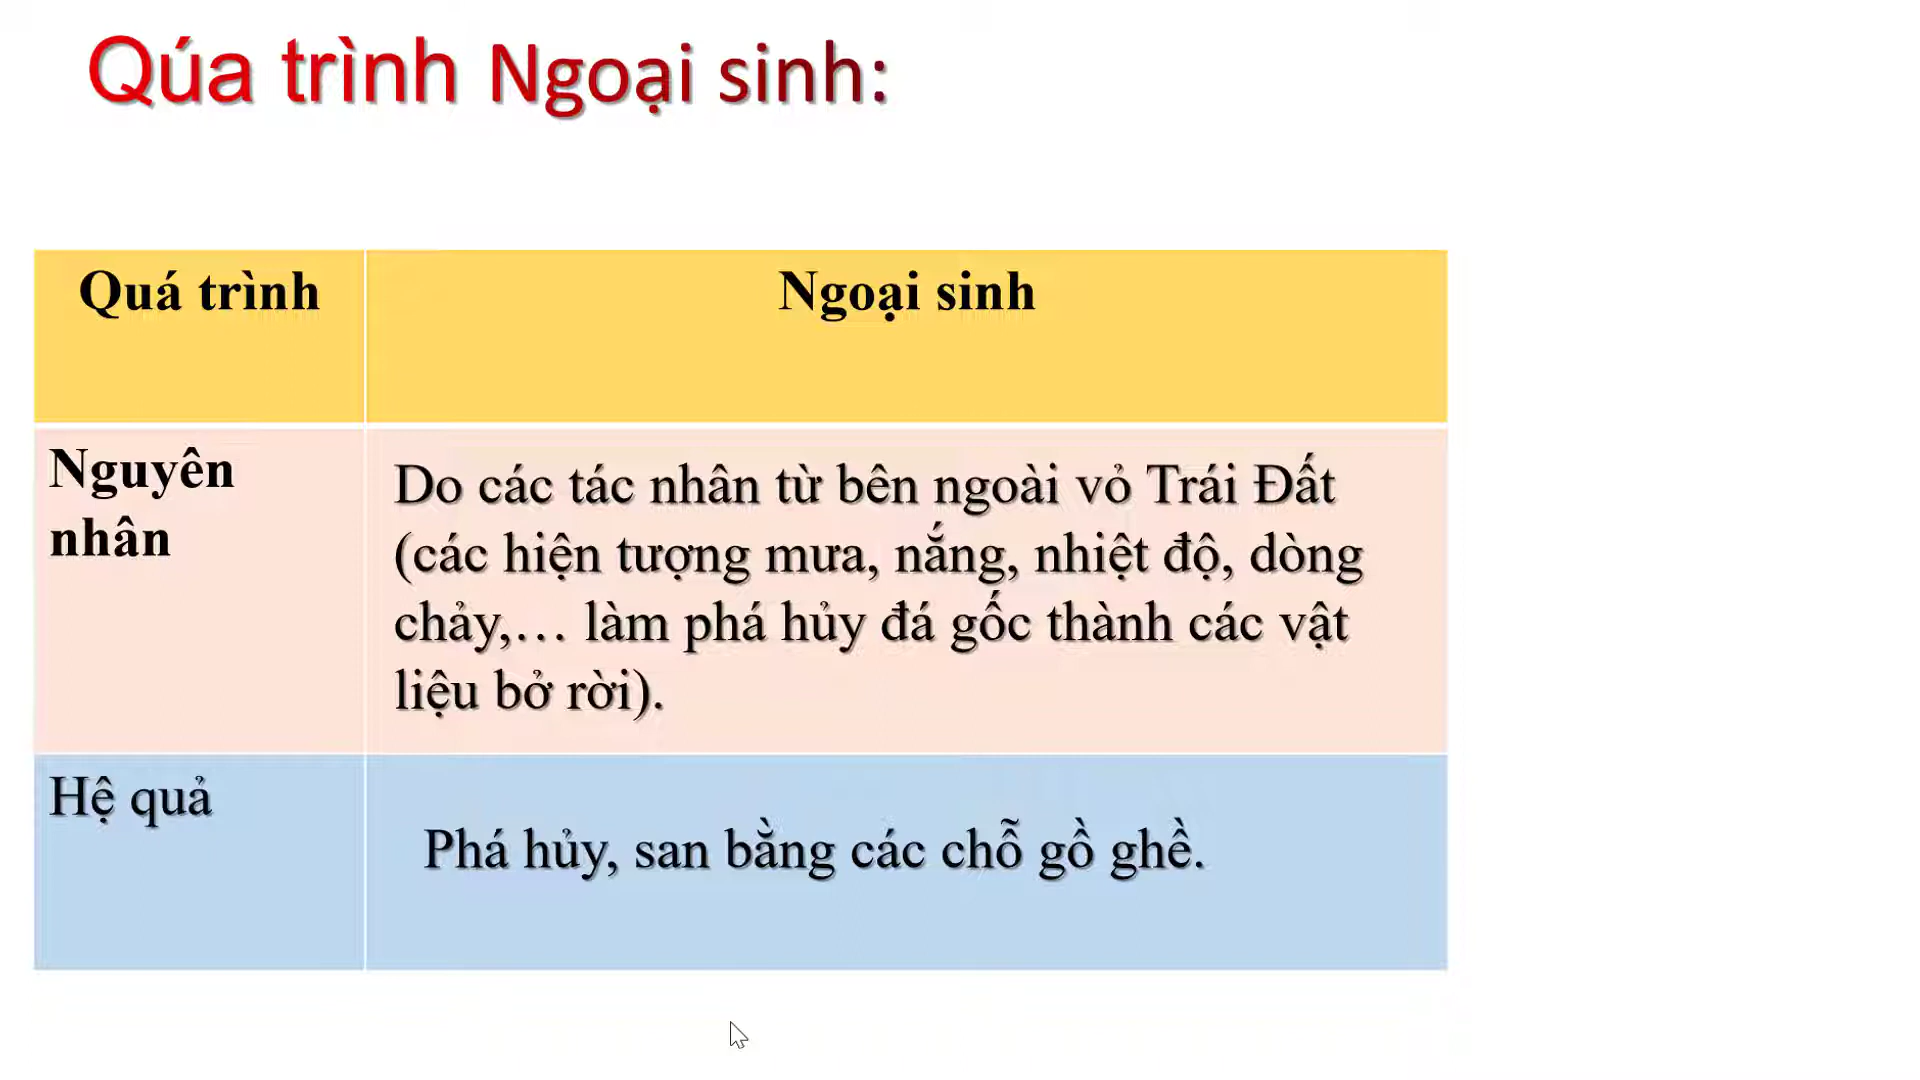 Qúa trình Ngoại sinh:
Quá trình
Ngoại sinh
Nguyên
nhân
Do các tác nhân từ bên ngoài vỏ Trái Đất
(các hiện tượng mưa, nắng, nhiệt độ, dòng
chảy,… làm phá hủy đá gốc thành các vật
liệu bở rời).
Hệ quả
Phá hủy, san bằng các chỗ gồ ghề.